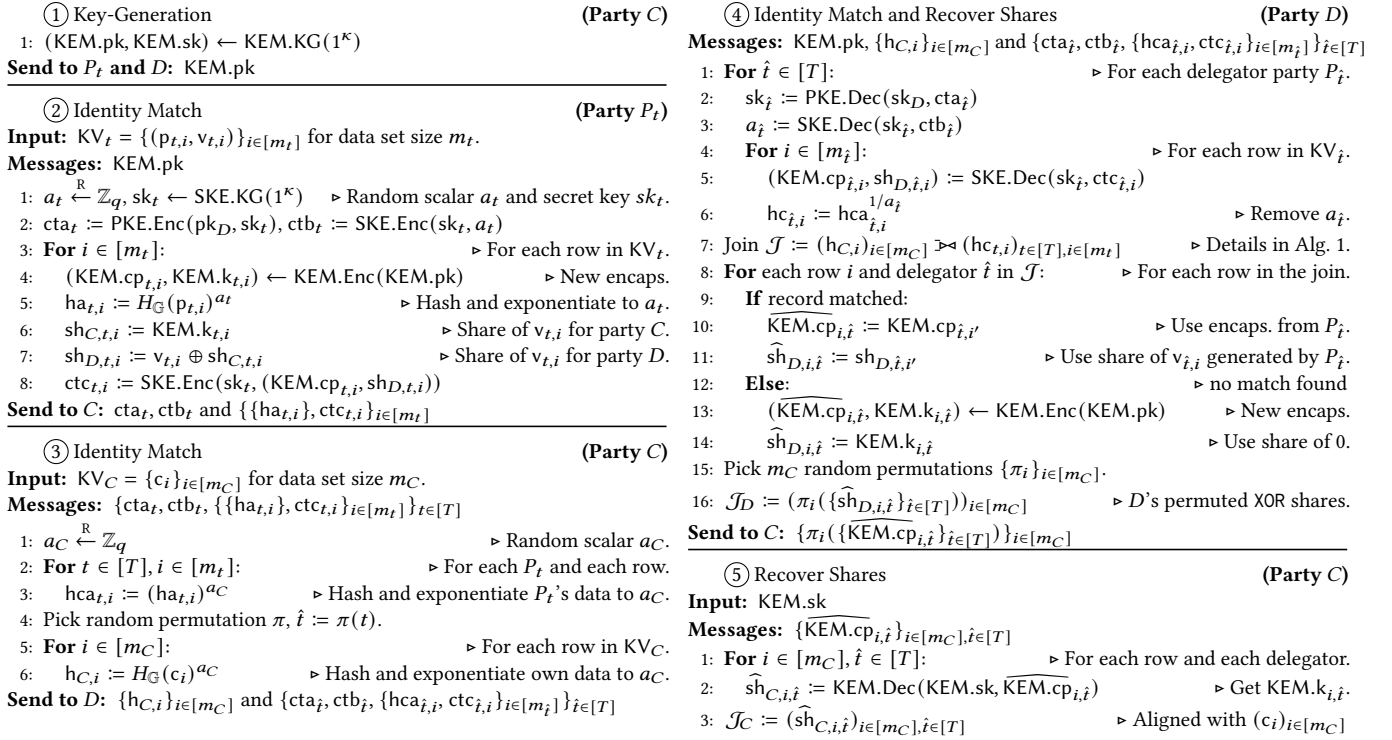 ① Key-Generation (Party C)
1: (KEM.pk, KEM.sk) ← KEM.KG(1^κ)
Send to P_t and D: KEM.pk
② Identity Match (Party P_t)
Input: KV_t = {(p_{t,i}, v_{t,i})}_{i∈[m_t]} for data set size m_t.
Messages: KEM.pk
1: a_t ←^R ℤ_q, sk_t ← SKE.KG(1^κ) ▷ Random scalar a_t and secret key sk_t.
2: cta_t ≔ PKE.Enc(pk_D, sk_t), ctb_t ≔ SKE.Enc(sk_t, a_t)
3: For i ∈ [m_t]: ▷ For each row in KV_t.
4: (KEM.cp_{t,i}, KEM.k_{t,i}) ← KEM.Enc(KEM.pk) ▷ New encaps.
5: ha_{t,i} ≔ H_𝔾(p_{t,i})^{a_t} ▷ Hash and exponentiate to a_t.
6: sh_{C,t,i} ≔ KEM.k_{t,i} ▷ Share of v_{t,i} for party C.
7: sh_{D,t,i} ≔ v_{t,i} ⊕ sh_{C,t,i} ▷ Share of v_{t,i} for party D.
8: ctc_{t,i} ≔ SKE.Enc(sk_t, (KEM.cp_{t,i}, sh_{D,t,i}))
Send to C: cta_t, ctb_t and {{ha_{t,i}}, ctc_{t,i}}_{i∈[m_t]}
③ Identity Match (Party C)
Input: KV_C = {c_i}_{i∈[m_C]} for data set size m_C.
Messages: {cta_t, ctb_t, {{ha_{t,i}}, ctc_{t,i}}_{i∈[m_t]}}_{t∈[T]}
1: a_C ←^R ℤ_q ▷ Random scalar a_C.
2: For t ∈ [T], i ∈ [m_t]: ▷ For each P_t and each row.
3: hca_{t,i} ≔ (ha_{t,i})^{a_C} ▷ Hash and exponentiate P_t's data to a_C.
4: Pick random permutation π, t̂ ≔ π(t).
5: For i ∈ [m_C]: ▷ For each row in KV_C.
6: h_{C,i} ≔ H_𝔾(c_i)^{a_C} ▷ Hash and exponentiate own data to a_C.
Send to D: {h_{C,i}}_{i∈[m_C]} and {cta_t̂, ctb_t̂, {hca_{t̂,i}, ctc_{t̂,i}}_{i∈[m_t̂]}}_{t̂∈[T]}
④ Identity Match and Recover Shares (Party D)
Messages: KEM.pk, {h_{C,i}}_{i∈[m_C]} and {cta_t̂, ctb_t̂, {hca_{t̂,i}, ctc_{t̂,i}}_{i∈[m_t̂]}}_{t̂∈[T]}
1: For t̂ ∈ [T]: ▷ For each delegator party P_t̂.
2: sk_t̂ ≔ PKE.Dec(sk_D, cta_t̂)
3: a_t̂ ≔ SKE.Dec(sk_t̂, ctb_t̂)
4: For i ∈ [m_t̂]: ▷ For each row in KV_t̂.
5: (KEM.cp_{t̂,i}, sh_{D,t̂,i}) ≔ SKE.Dec(sk_t̂, ctc_{t̂,i})
6: hc_{t̂,i} ≔ hca_{t̂,i}^{1/a_t̂} ▷ Remove a_t̂.
7: Join 𝒥 ≔ (h_{C,i})_{i∈[m_C]} ⟕ (hc_{t,i})_{t∈[T],i∈[m_t]} ▷ Details in Alg. 1.
8: For each row i and delegator t̂ in 𝒥: ▷ For each row in the join.
9: If record matched:
10: \widehat{KEM.cp}_{i,t̂} ≔ KEM.cp_{t̂,i′} ▷ Use encaps. from P_t̂.
11: \widehat{sh}_{D,i,t̂} ≔ sh_{D,t̂,i′} ▷ Use share of v_{t̂,i} generated by P_t̂.
12: Else: ▷ no match found
13: (\widehat{KEM.cp}_{i,t̂}, KEM.k_{i,t̂}) ← KEM.Enc(KEM.pk) ▷ New encaps.
14: \widehat{sh}_{D,i,t̂} ≔ KEM.k_{i,t̂} ▷ Use share of 0.
15: Pick m_C random permutations {π_i}_{i∈[m_C]}.
16: 𝒥_D ≔ (π_i({\widehat{sh}_{D,i,t̂}}_{t̂∈[T]}))_{i∈[m_C]} ▷ D's permuted XOR shares.
Send to C: {π_i({\widehat{KEM.cp}_{i,t̂}}_{t̂∈[T]})}_{i∈[m_C]}
⑤ Recover Shares (Party C)
Input: KEM.sk
Messages: {\widehat{KEM.cp}_{i,t̂}}_{i∈[m_C],t̂∈[T]}
1: For i ∈ [m_C], t̂ ∈ [T]: ▷ For each row and each delegator.
2: \widehat{sh}_{C,i,t̂} ≔ KEM.Dec(KEM.sk, \widehat{KEM.cp}_{i,t̂}) ▷ Get KEM.k_{i,t̂}.
3: 𝒥_C ≔ (\widehat{sh}_{C,i,t̂})_{i∈[m_C],t̂∈[T]} ▷ Aligned with (c_i)_{i∈[m_C]}